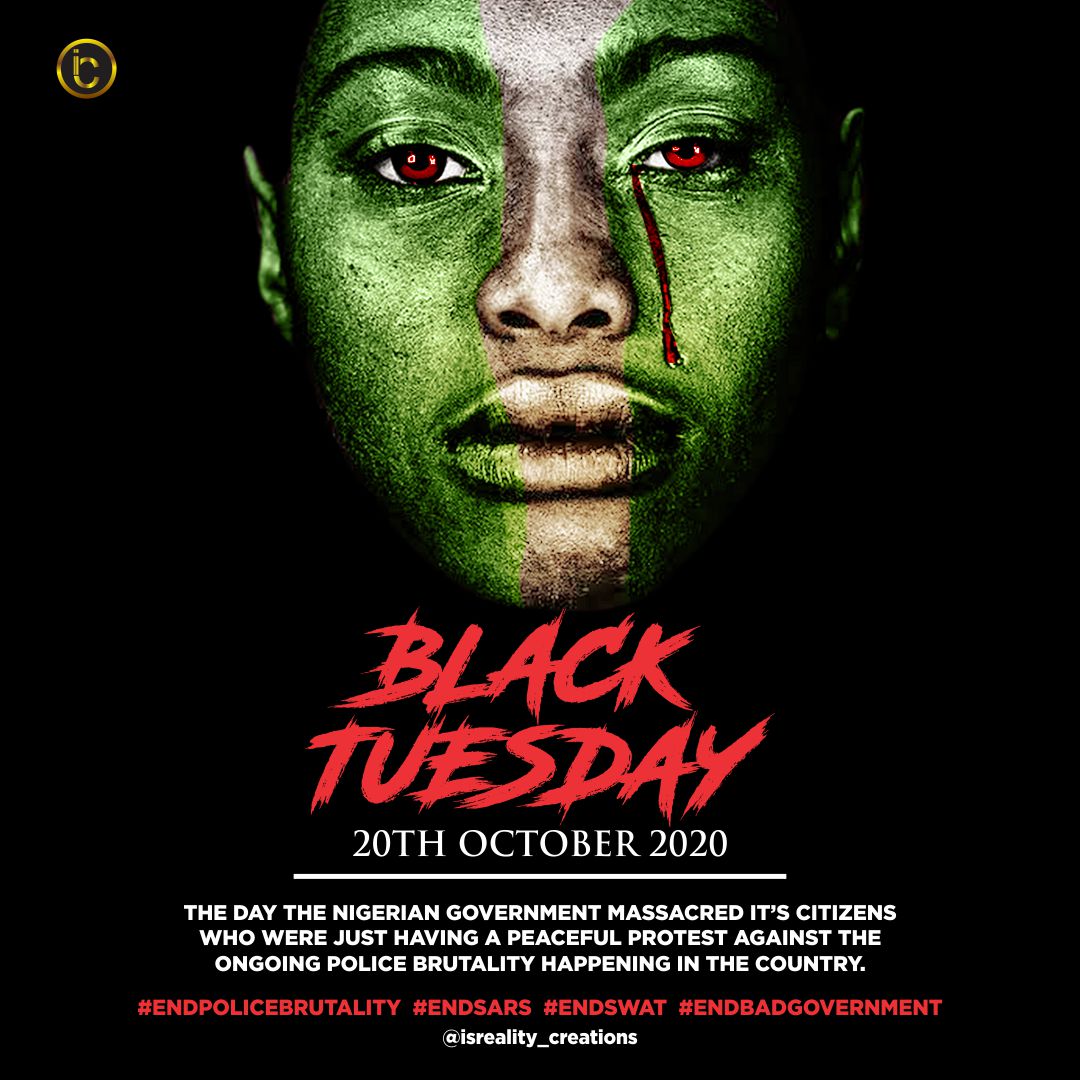 ic
BLACK
TUESDAY
20TH OCTOBER 2020
THE DAY THE NIGERIAN GOVERNMENT MASSACRED IT'S CITIZENS
WHO WERE JUST HAVING A PEACEFUL PROTEST AGAINST THE
ONGOING POLICE BRUTALITY HAPPENING IN THE COUNTRY.
#ENDPOLICEBRUTALITY #ENDSARS #ENDSWAT #ENDBADGOVERNMENT
@isreality_creations